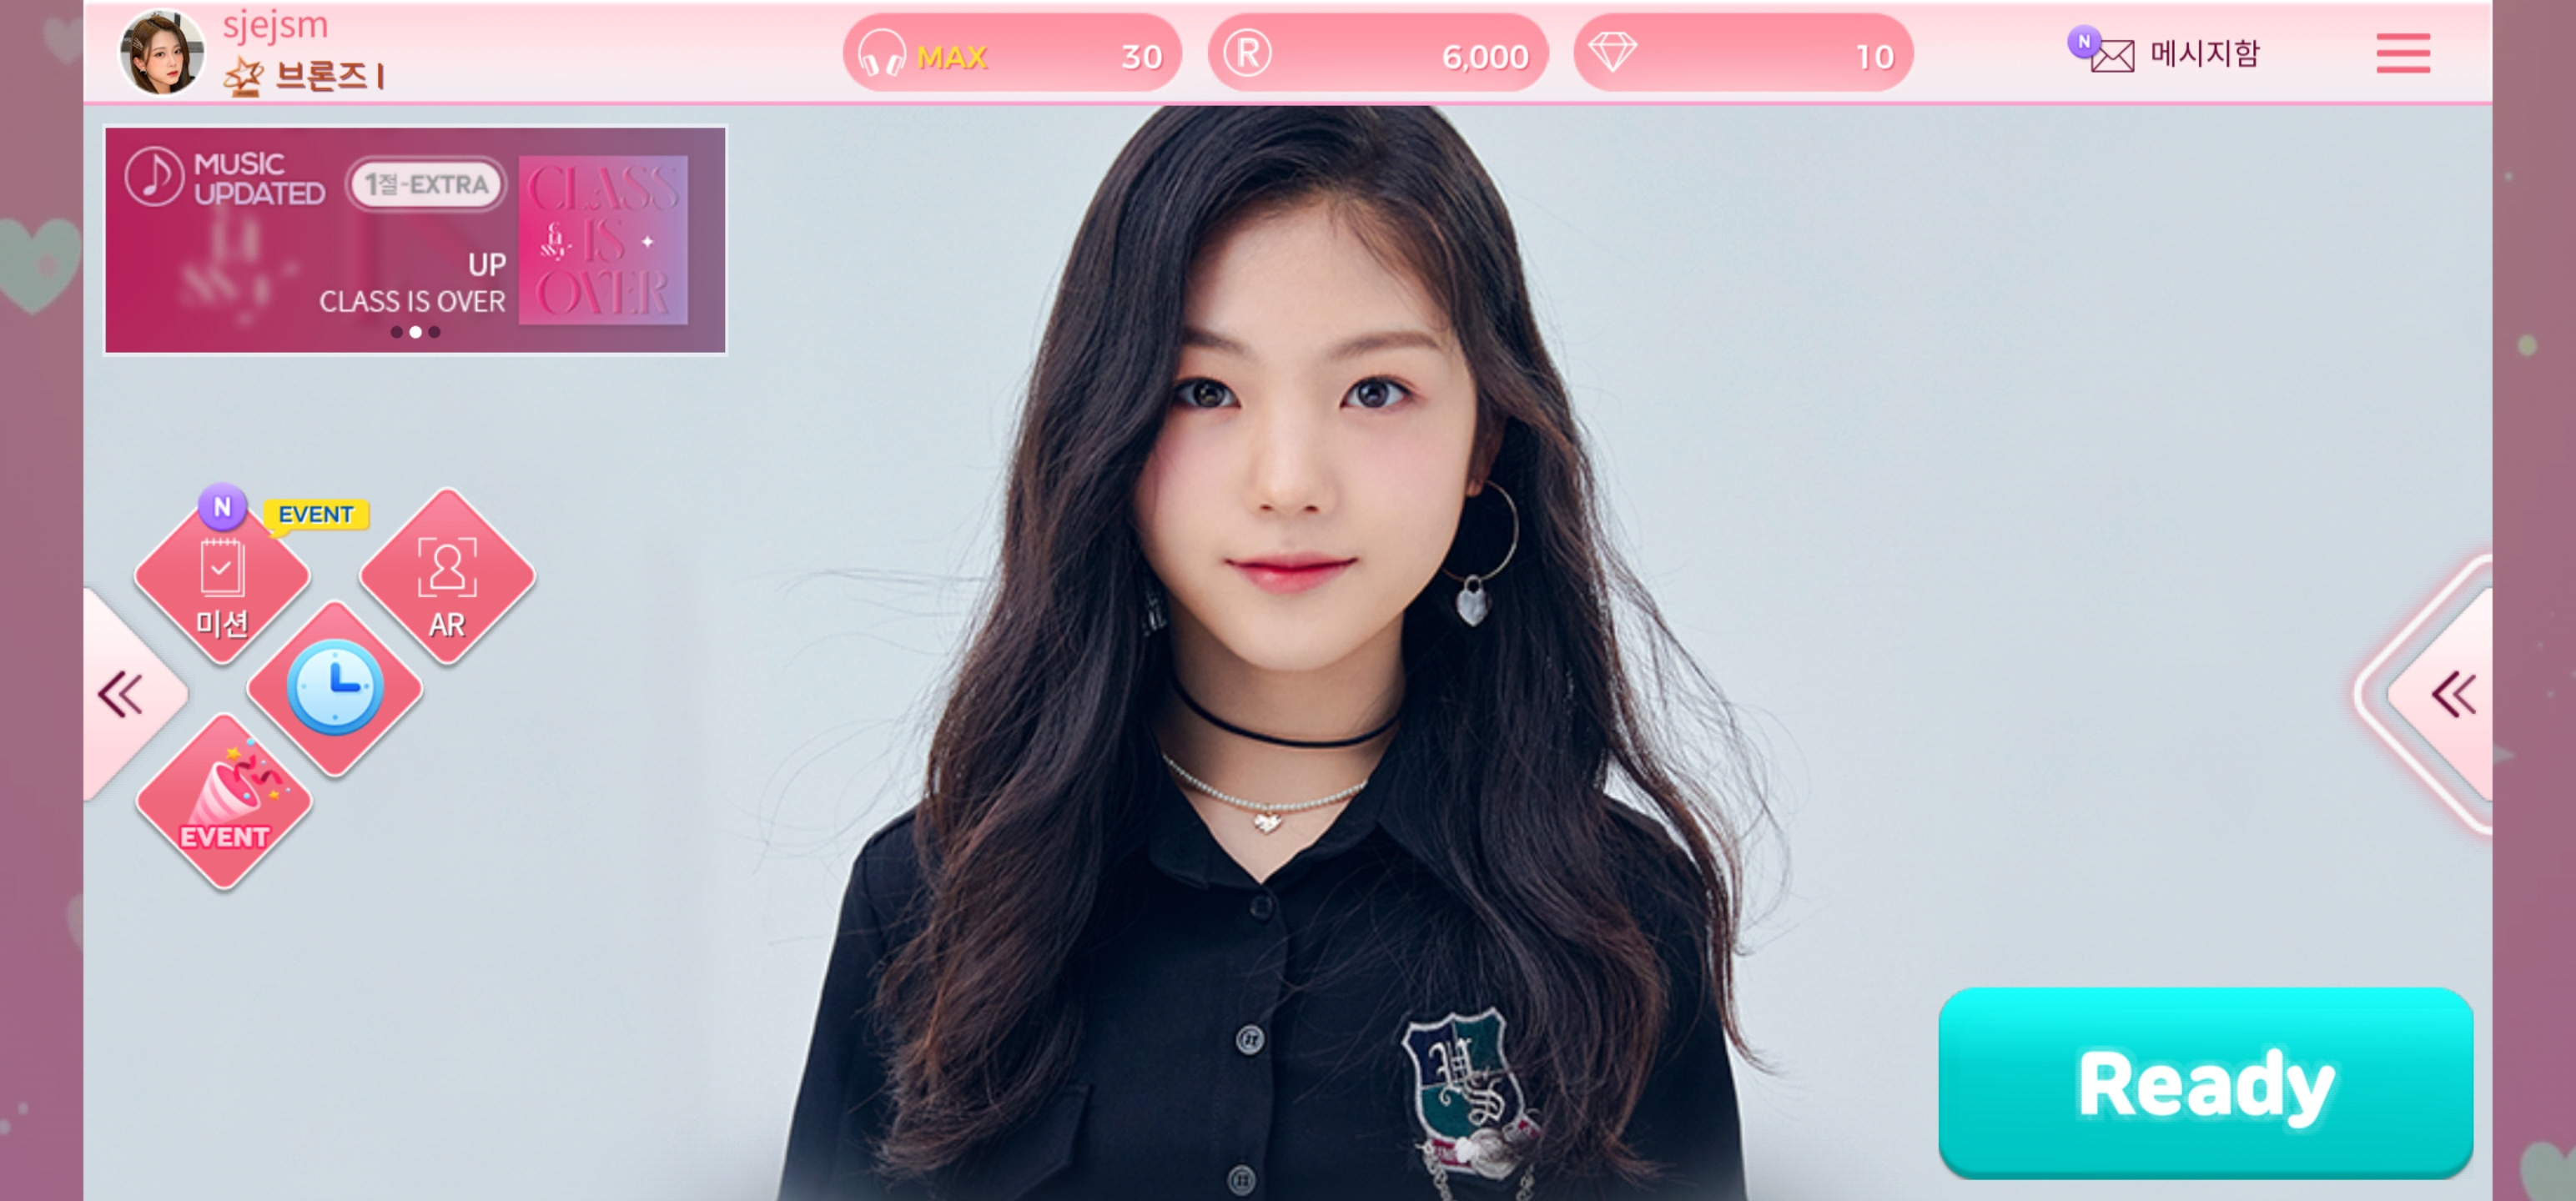 sjejsm
브론즈 I
MAX 30
R 6,000
10
N 메시지함
MUSIC
UPDATED
1절-EXTRA
UP
CLASS IS OVER
CLASS
IS
OVER
N
EVENT
미션
AR
EVENT
HS
Ready